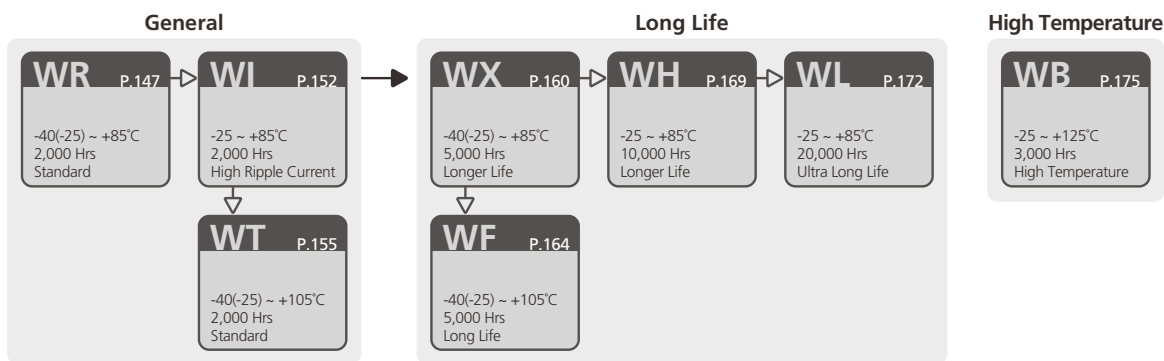 General
Long Life
High Temperature
WR P.147
-40(-25) ~ +85℃
2,000 Hrs
Standard
WI P.152
-25 ~ +85℃
2,000 Hrs
High Ripple Current
WT P.155
-40(-25) ~ +105℃
2,000 Hrs
Standard
WX P.160
-40(-25) ~ +85℃
5,000 Hrs
Longer Life
WH P.169
-25 ~ +85℃
10,000 Hrs
Longer Life
WL P.172
-25 ~ +85℃
20,000 Hrs
Ultra Long Life
WF P.164
-40(-25) ~ +105℃
5,000 Hrs
Long Life
WB P.175
-25 ~ +125℃
3,000 Hrs
High Temperature